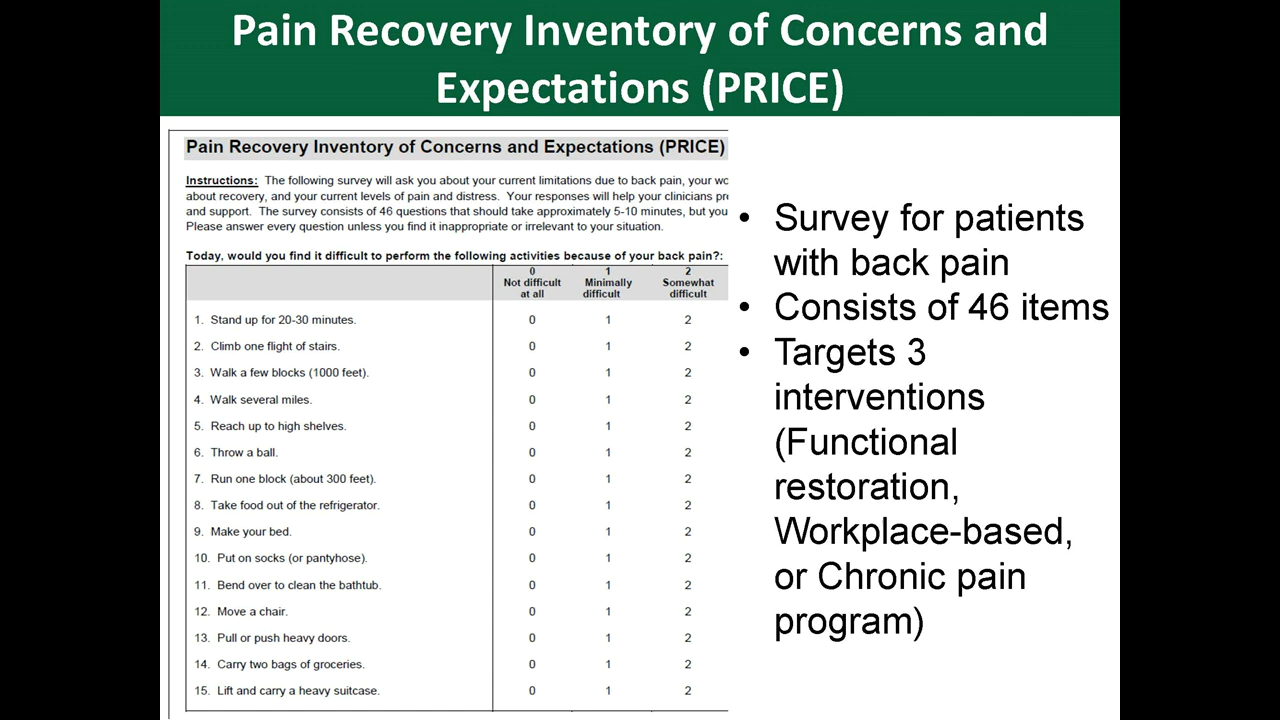 Pain Recovery Inventory of Concerns and
Expectations (PRICE)
Pain Recovery Inventory of Concerns and Expectations (PRICE)
Instructions: The following survey will ask you about your current limitations due to back pain, your
about recovery, and your current levels of pain and distress. Your responses will help your clinicians
and support. The survey consists of 46 questions that should take approximately 5-10 minutes, but you
Please answer every question unless you find it inappropriate or irrelevant to your situation.
Today, would you find it difficult to perform the following activities because of your back pain?:
0 1 2
Not difficult Minimally Somewhat
at all difficult difficult
1. Stand up for 20-30 minutes. 0 1 2
2. Climb one flight of stairs. 0 1 2
3. Walk a few blocks (1000 feet). 0 1 2
4. Walk several miles. 0 1 2
5. Reach up to high shelves. 0 1 2
6. Throw a ball. 0 1 2
7. Run one block (about 300 feet). 0 1 2
8. Take food out of the refrigerator. 0 1 2
9. Make your bed. 0 1 2
10. Put on socks (or pantyhose). 0 1 2
11. Bend over to clean the bathtub. 0 1 2
12. Move a chair. 0 1 2
13. Pull or push heavy doors. 0 1 2
14. Carry two bags of groceries. 0 1 2
15. Lift and carry a heavy suitcase. 0 1 2
• Survey for patients
with back pain
• Consists of 46 items
• Targets 3
interventions
(Functional
restoration,
Workplace-based,
or Chronic pain
program)